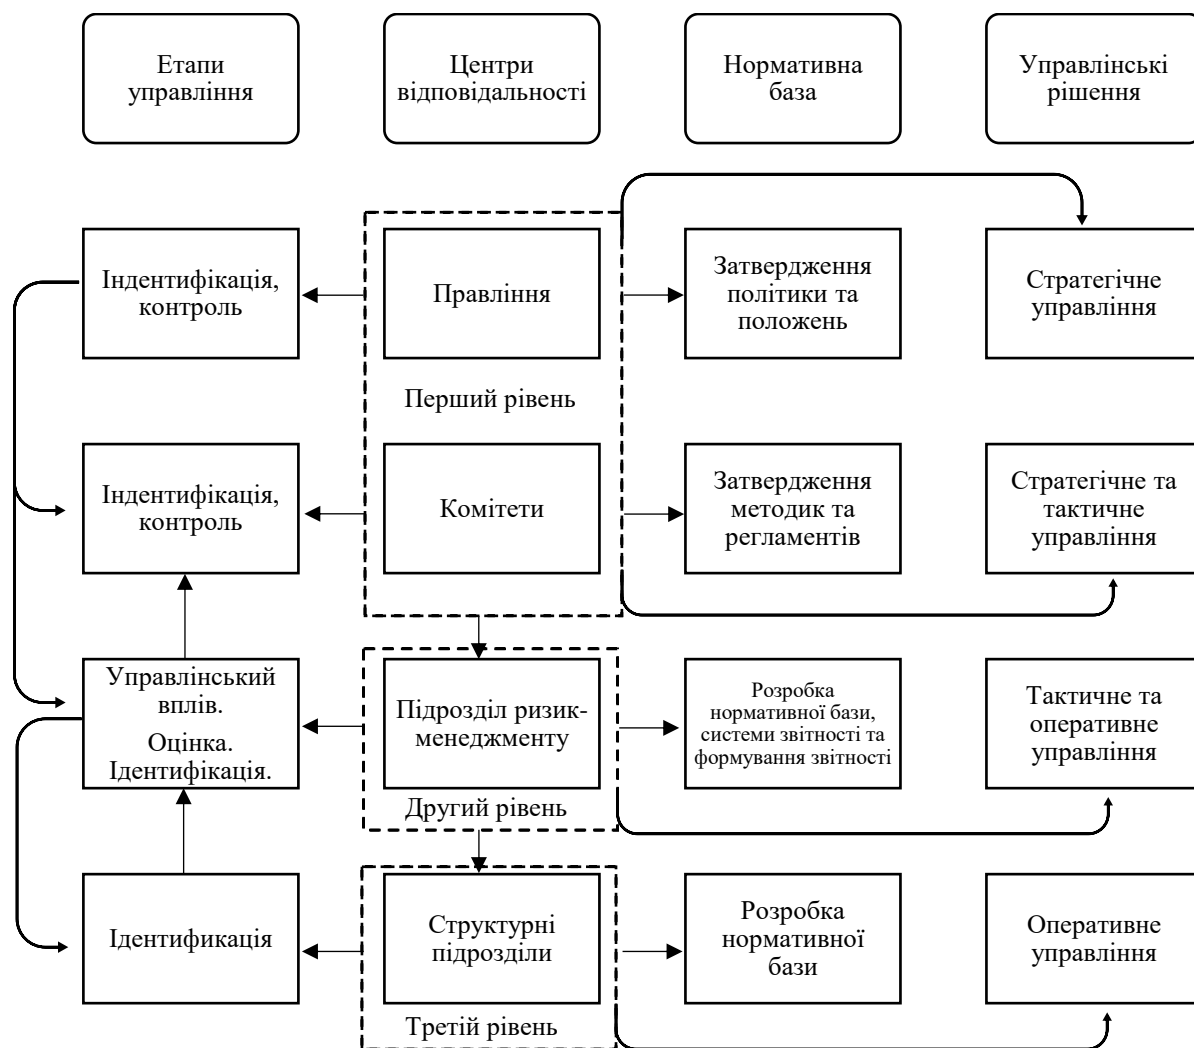 Етапи
управління
Центри
відповідальності
Нормативна
база
Управлінські
рішення
Індентифікація,
контроль
Правління
Затвердження
політики та
положень
Стратегічне
управління
Перший рівень
Індентифікація,
контроль
Комітети
Затвердження
методик та
регламентів
Стратегічне та
тактичне
управління
Управлінський
вплів.
Оцінка.
Ідентифікація.
Підрозділ ризик-
менеджменту
Розробка
нормативної бази,
системи звітності та
формування звітності
Тактичне та
оперативне
управління
Другий рівень
Ідентификація
Структурні
підрозділи
Розробка
нормативної
бази
Оперативне
управління
Третій рівень